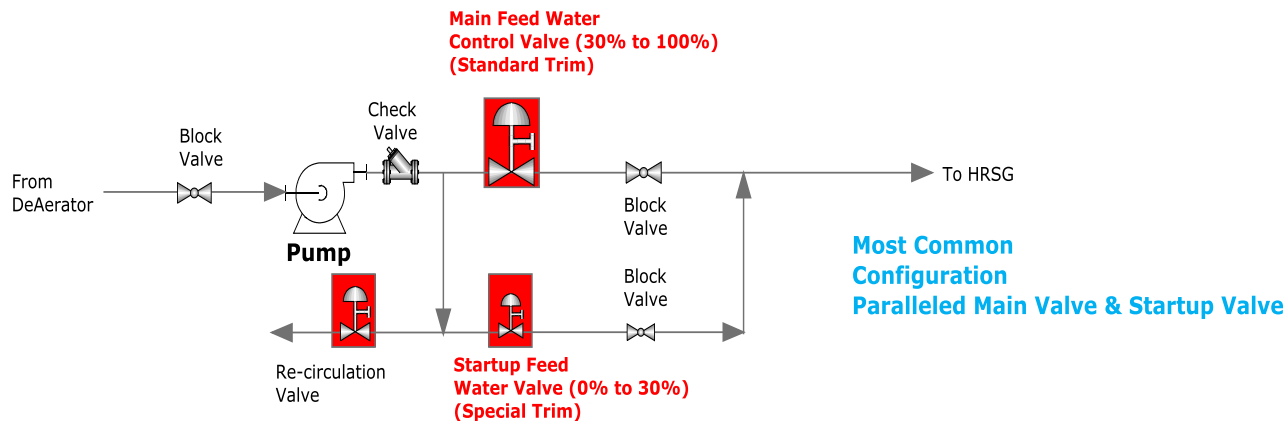 Main Feed Water
Control Valve (30% to 100%)
(Standard Trim)
Check
Valve
Block
Valve
From
DeAerator
To HRSG
Block
Valve
Pump
Most Common
Configuration
Paralleled Main Valve & Startup Valve
Block
Valve
Re-circulation
Valve
Startup Feed
Water Valve (0% to 30%)
(Special Trim)